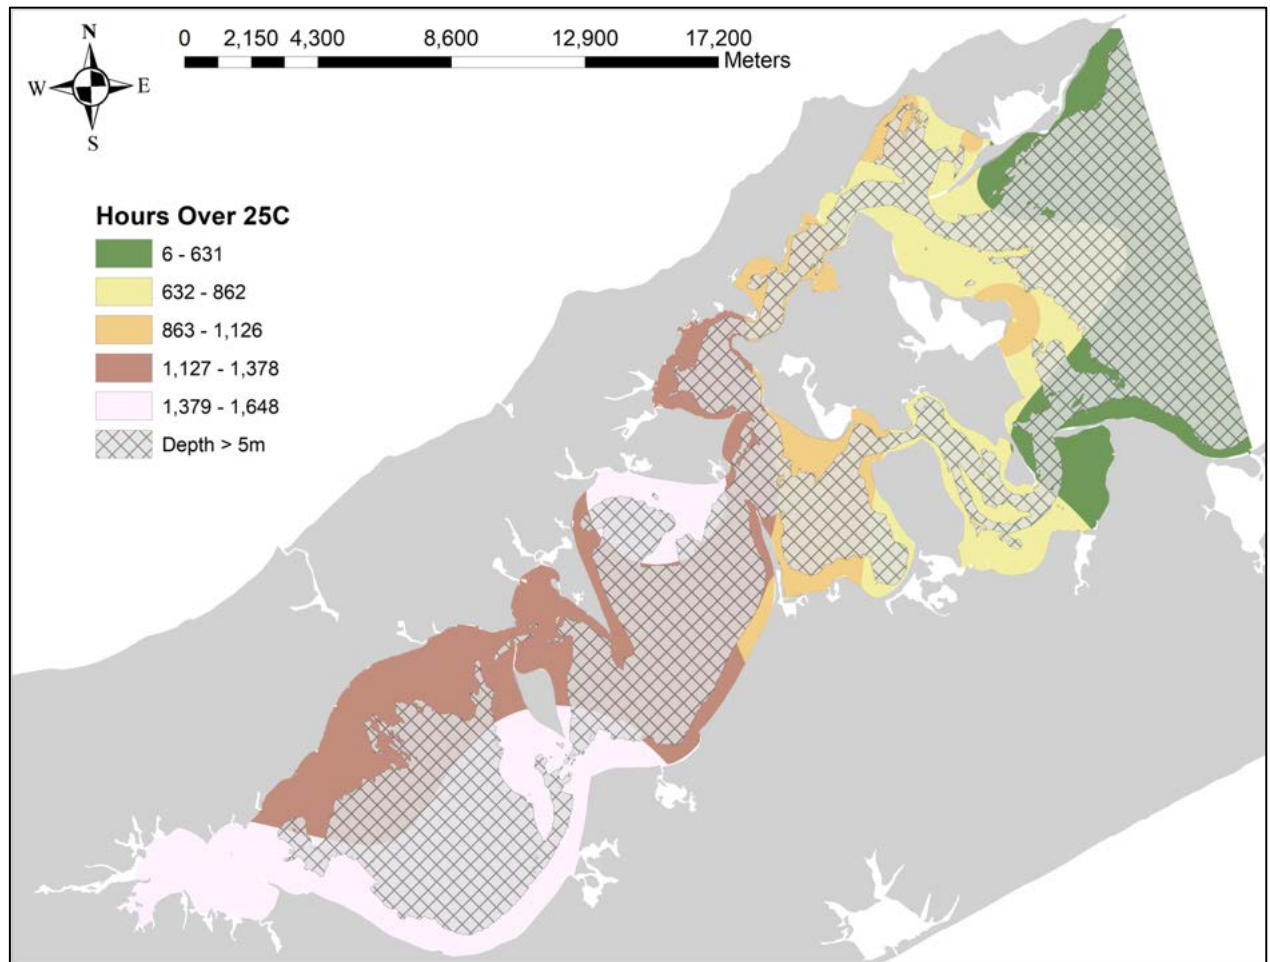 N
W E
S
0 2,150 4,300 8,600 12,900 17,200
Meters
Hours Over 25C
6 - 631
632 - 862
863 - 1,126
1,127 - 1,378
1,379 - 1,648
Depth > 5m